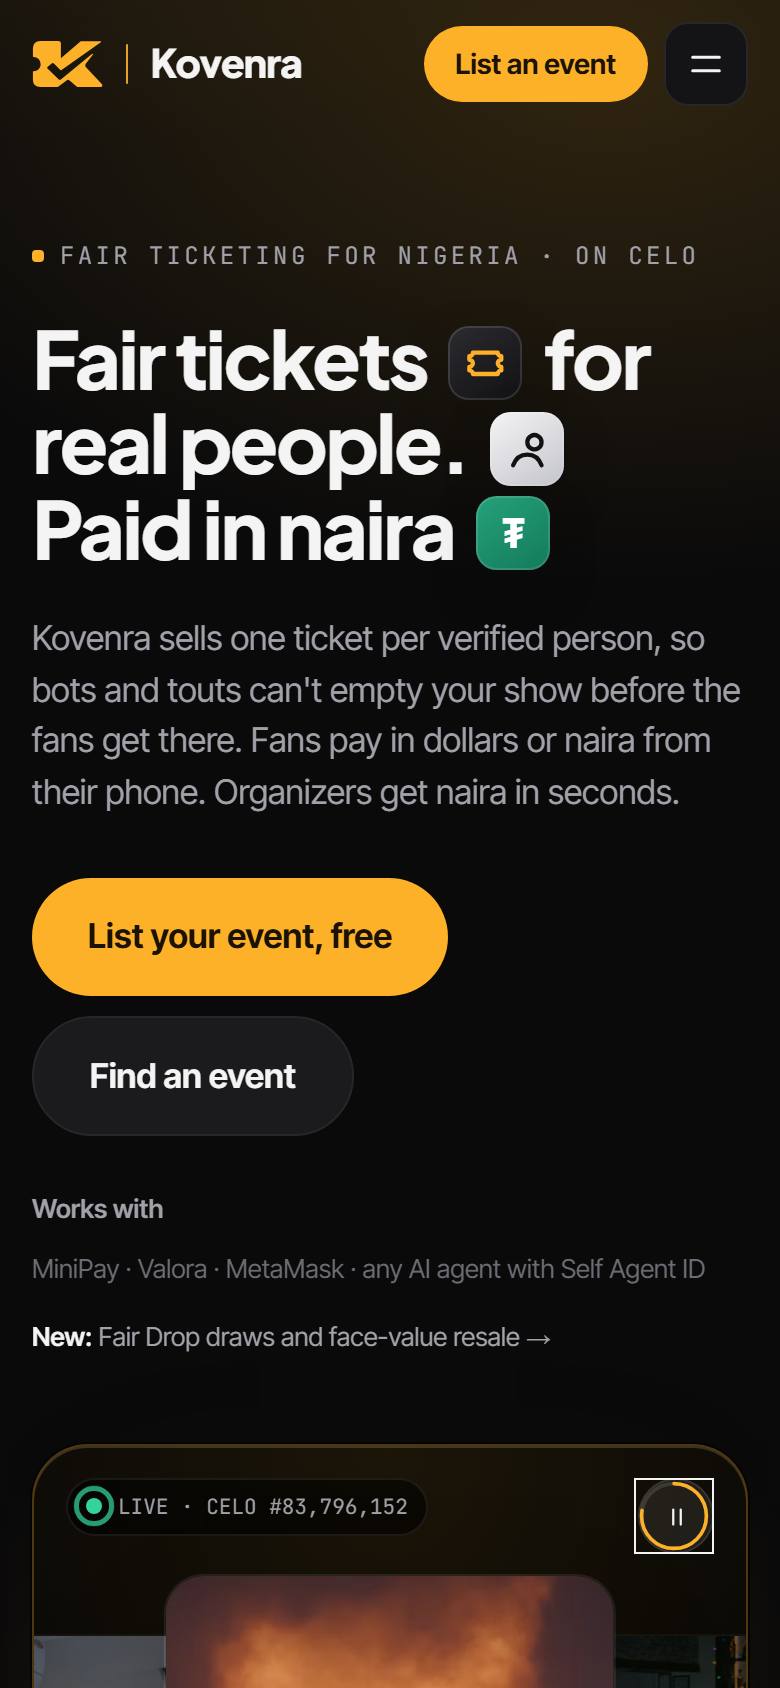 Kovenra
List an event
FAIR TICKETING FOR NIGERIA · ON CELO
Fair tickets for
real people.
Paid in naira ₮
Kovenra sells one ticket per verified person, so
bots and touts can't empty your show before the
fans get there. Fans pay in dollars or naira from
their phone. Organizers get naira in seconds.
List your event, free
Find an event
Works with
MiniPay · Valora · MetaMask · any AI agent with Self Agent ID
New: Fair Drop draws and face-value resale →
LIVE · CELO #83,796,152